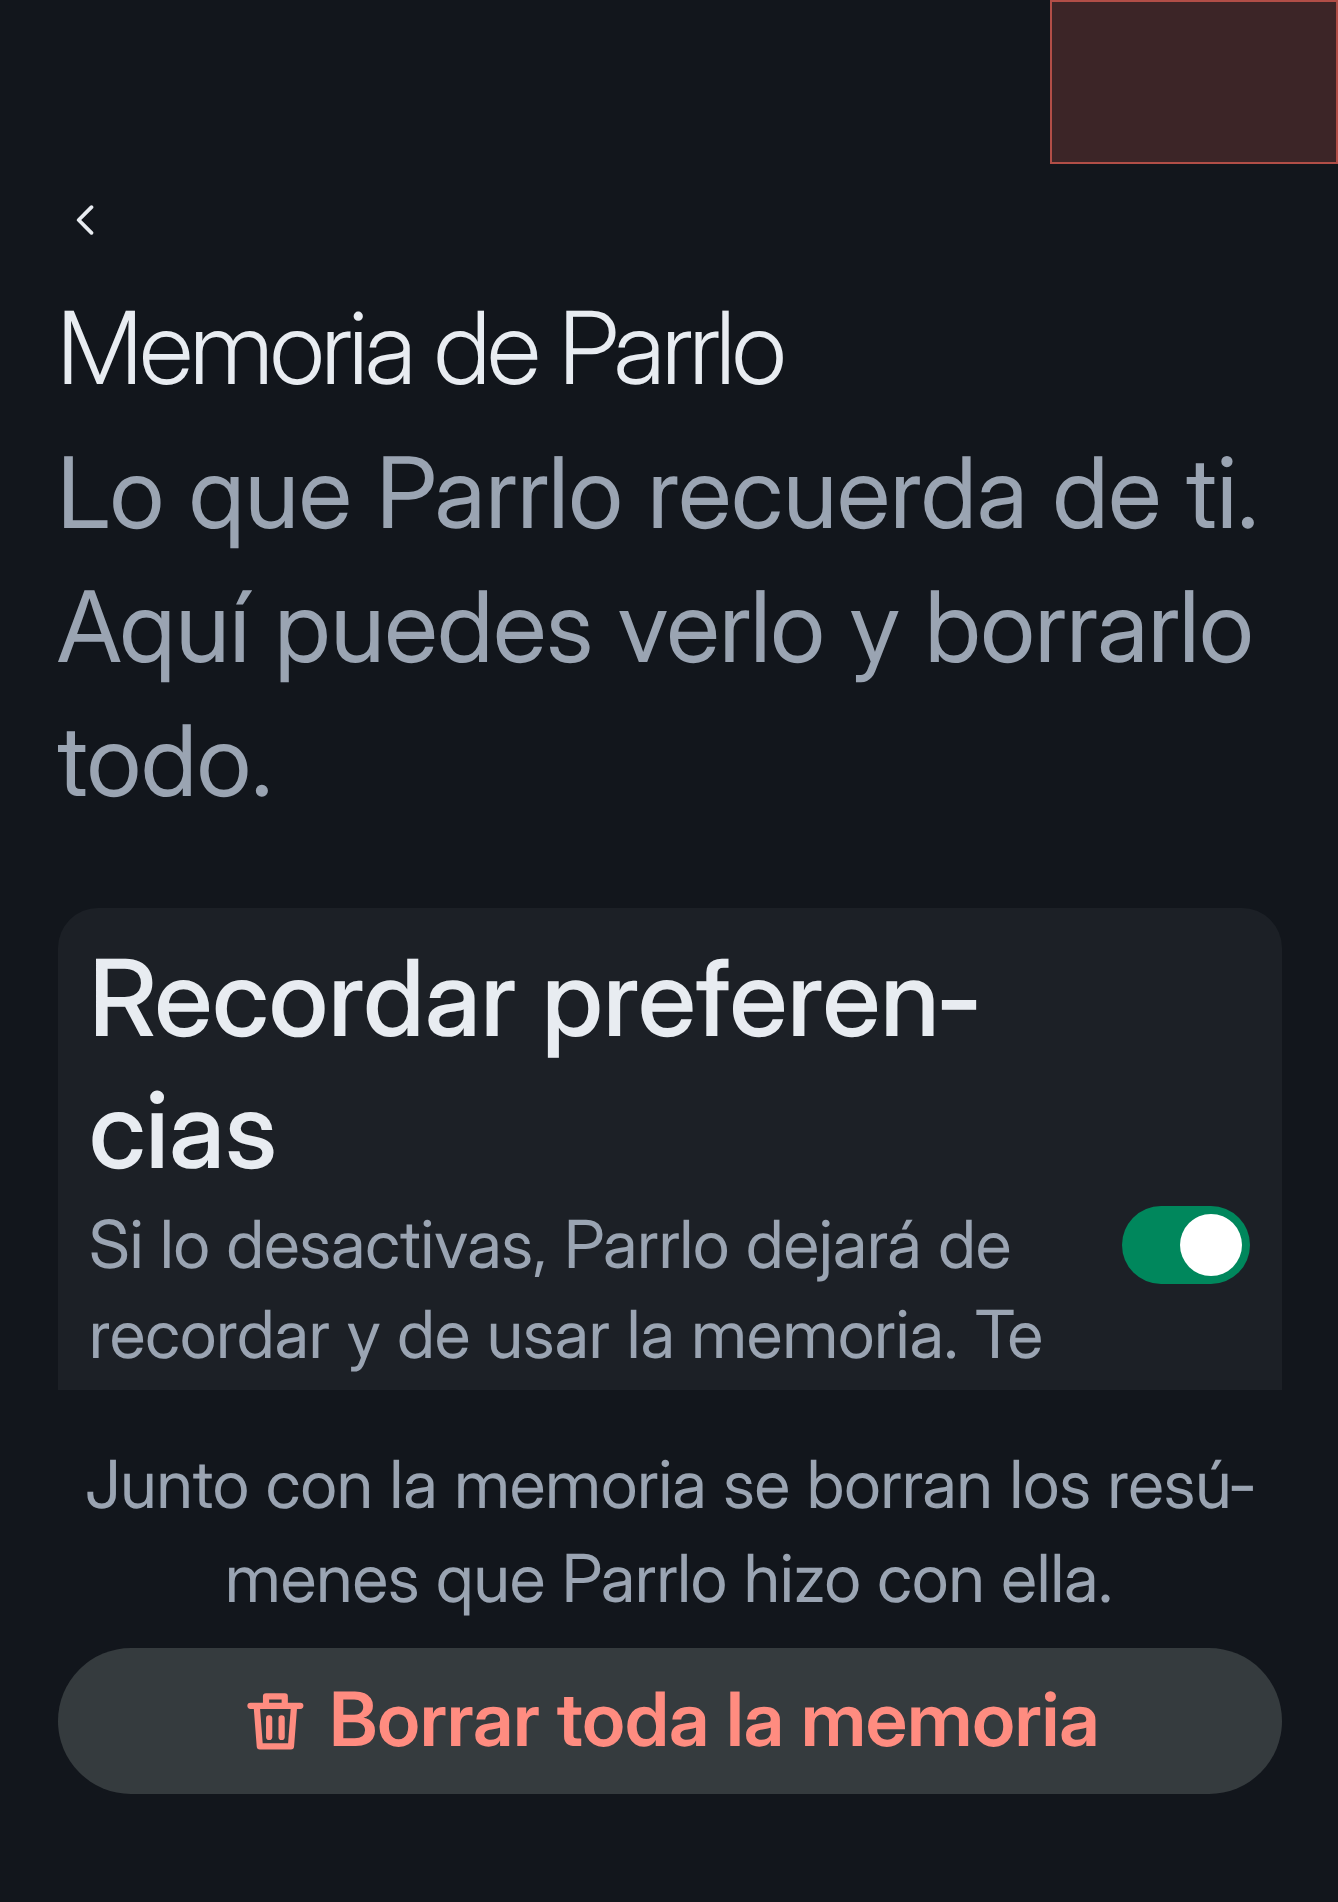 Memoria de Parrlo
Lo que Parrlo recuerda de ti.
Aquí puedes verlo y borrarlo
todo.
Recordar preferen-
cias
Si lo desactivas, Parrlo dejará de
recordar y de usar la memoria. Te
Junto con la memoria se borran los resú-
menes que Parrlo hizo con ella.
Borrar toda la memoria